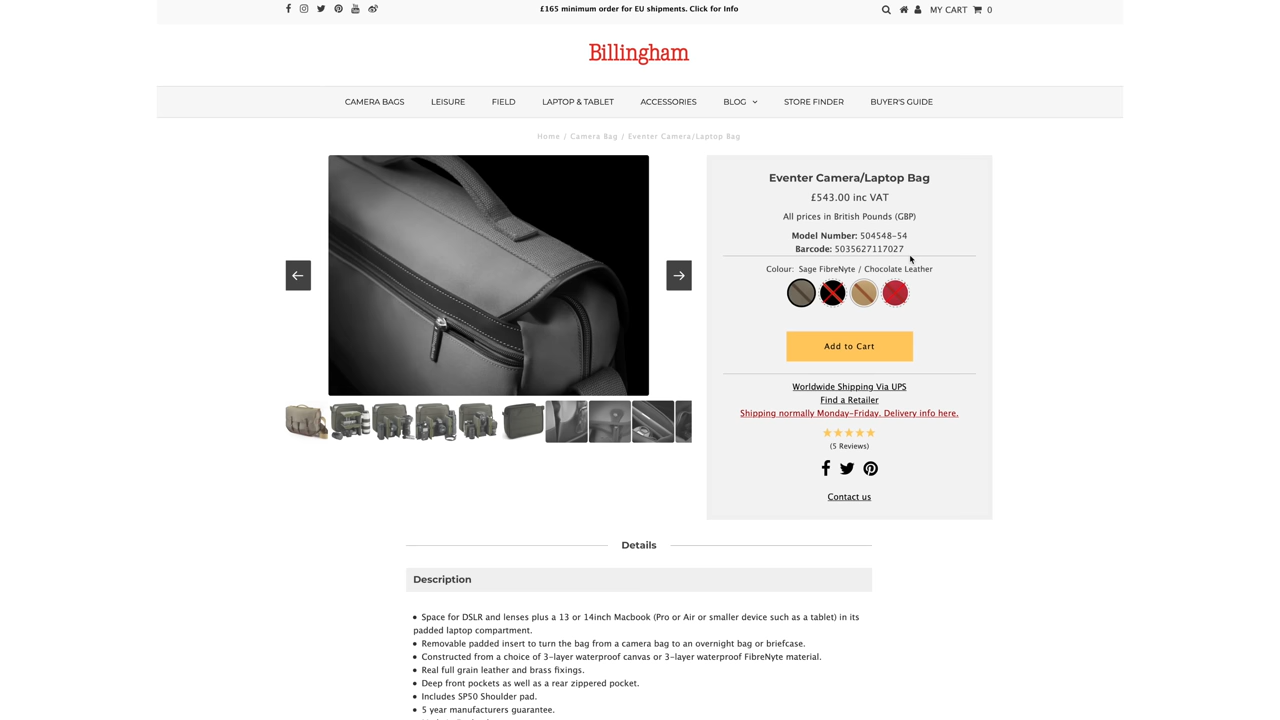 £165 minimum order for EU shipments. Click for Info
MY CART 0
Billingham
CAMERA BAGS LEISURE FIELD LAPTOP & TABLET ACCESSORIES BLOG STORE FINDER BUYER'S GUIDE
Home / Camera Bag / Eventer Camera/Laptop Bag
Eventer Camera/Laptop Bag
£543.00 inc VAT
All prices in British Pounds (GBP)
Model Number: 504548-54
Barcode: 5035627117027
Colour: Sage FibreNyte / Chocolate Leather
Add to Cart
Worldwide Shipping Via UPS
Find a Retailer
Shipping normally Monday-Friday. Delivery info here.
(5 Reviews)
Contact us
Details
Description
• Space for DSLR and lenses plus a 13 or 14inch Macbook (Pro or Air or smaller device such as a tablet) in its
padded laptop compartment.
• Removable padded insert to turn the bag from a camera bag to an overnight bag or briefcase.
• Constructed from a choice of 3-layer waterproof canvas or 3-layer waterproof FibreNyte material.
• Real full grain leather and brass fixings.
• Deep front pockets as well as a rear zippered pocket.
• Includes SP50 Shoulder pad.
• 5 year manufacturers guarantee.